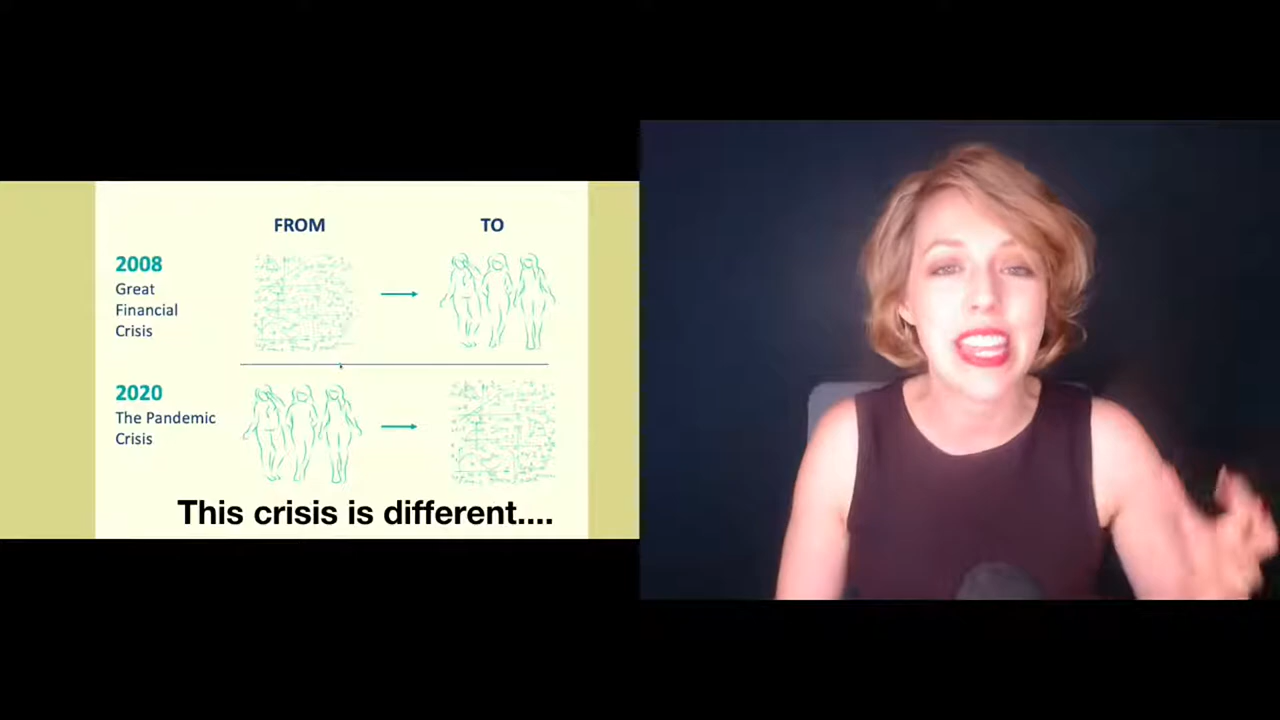 FROM
TO
2008
Great
Financial
Crisis
2020
The Pandemic
Crisis
This crisis is different....